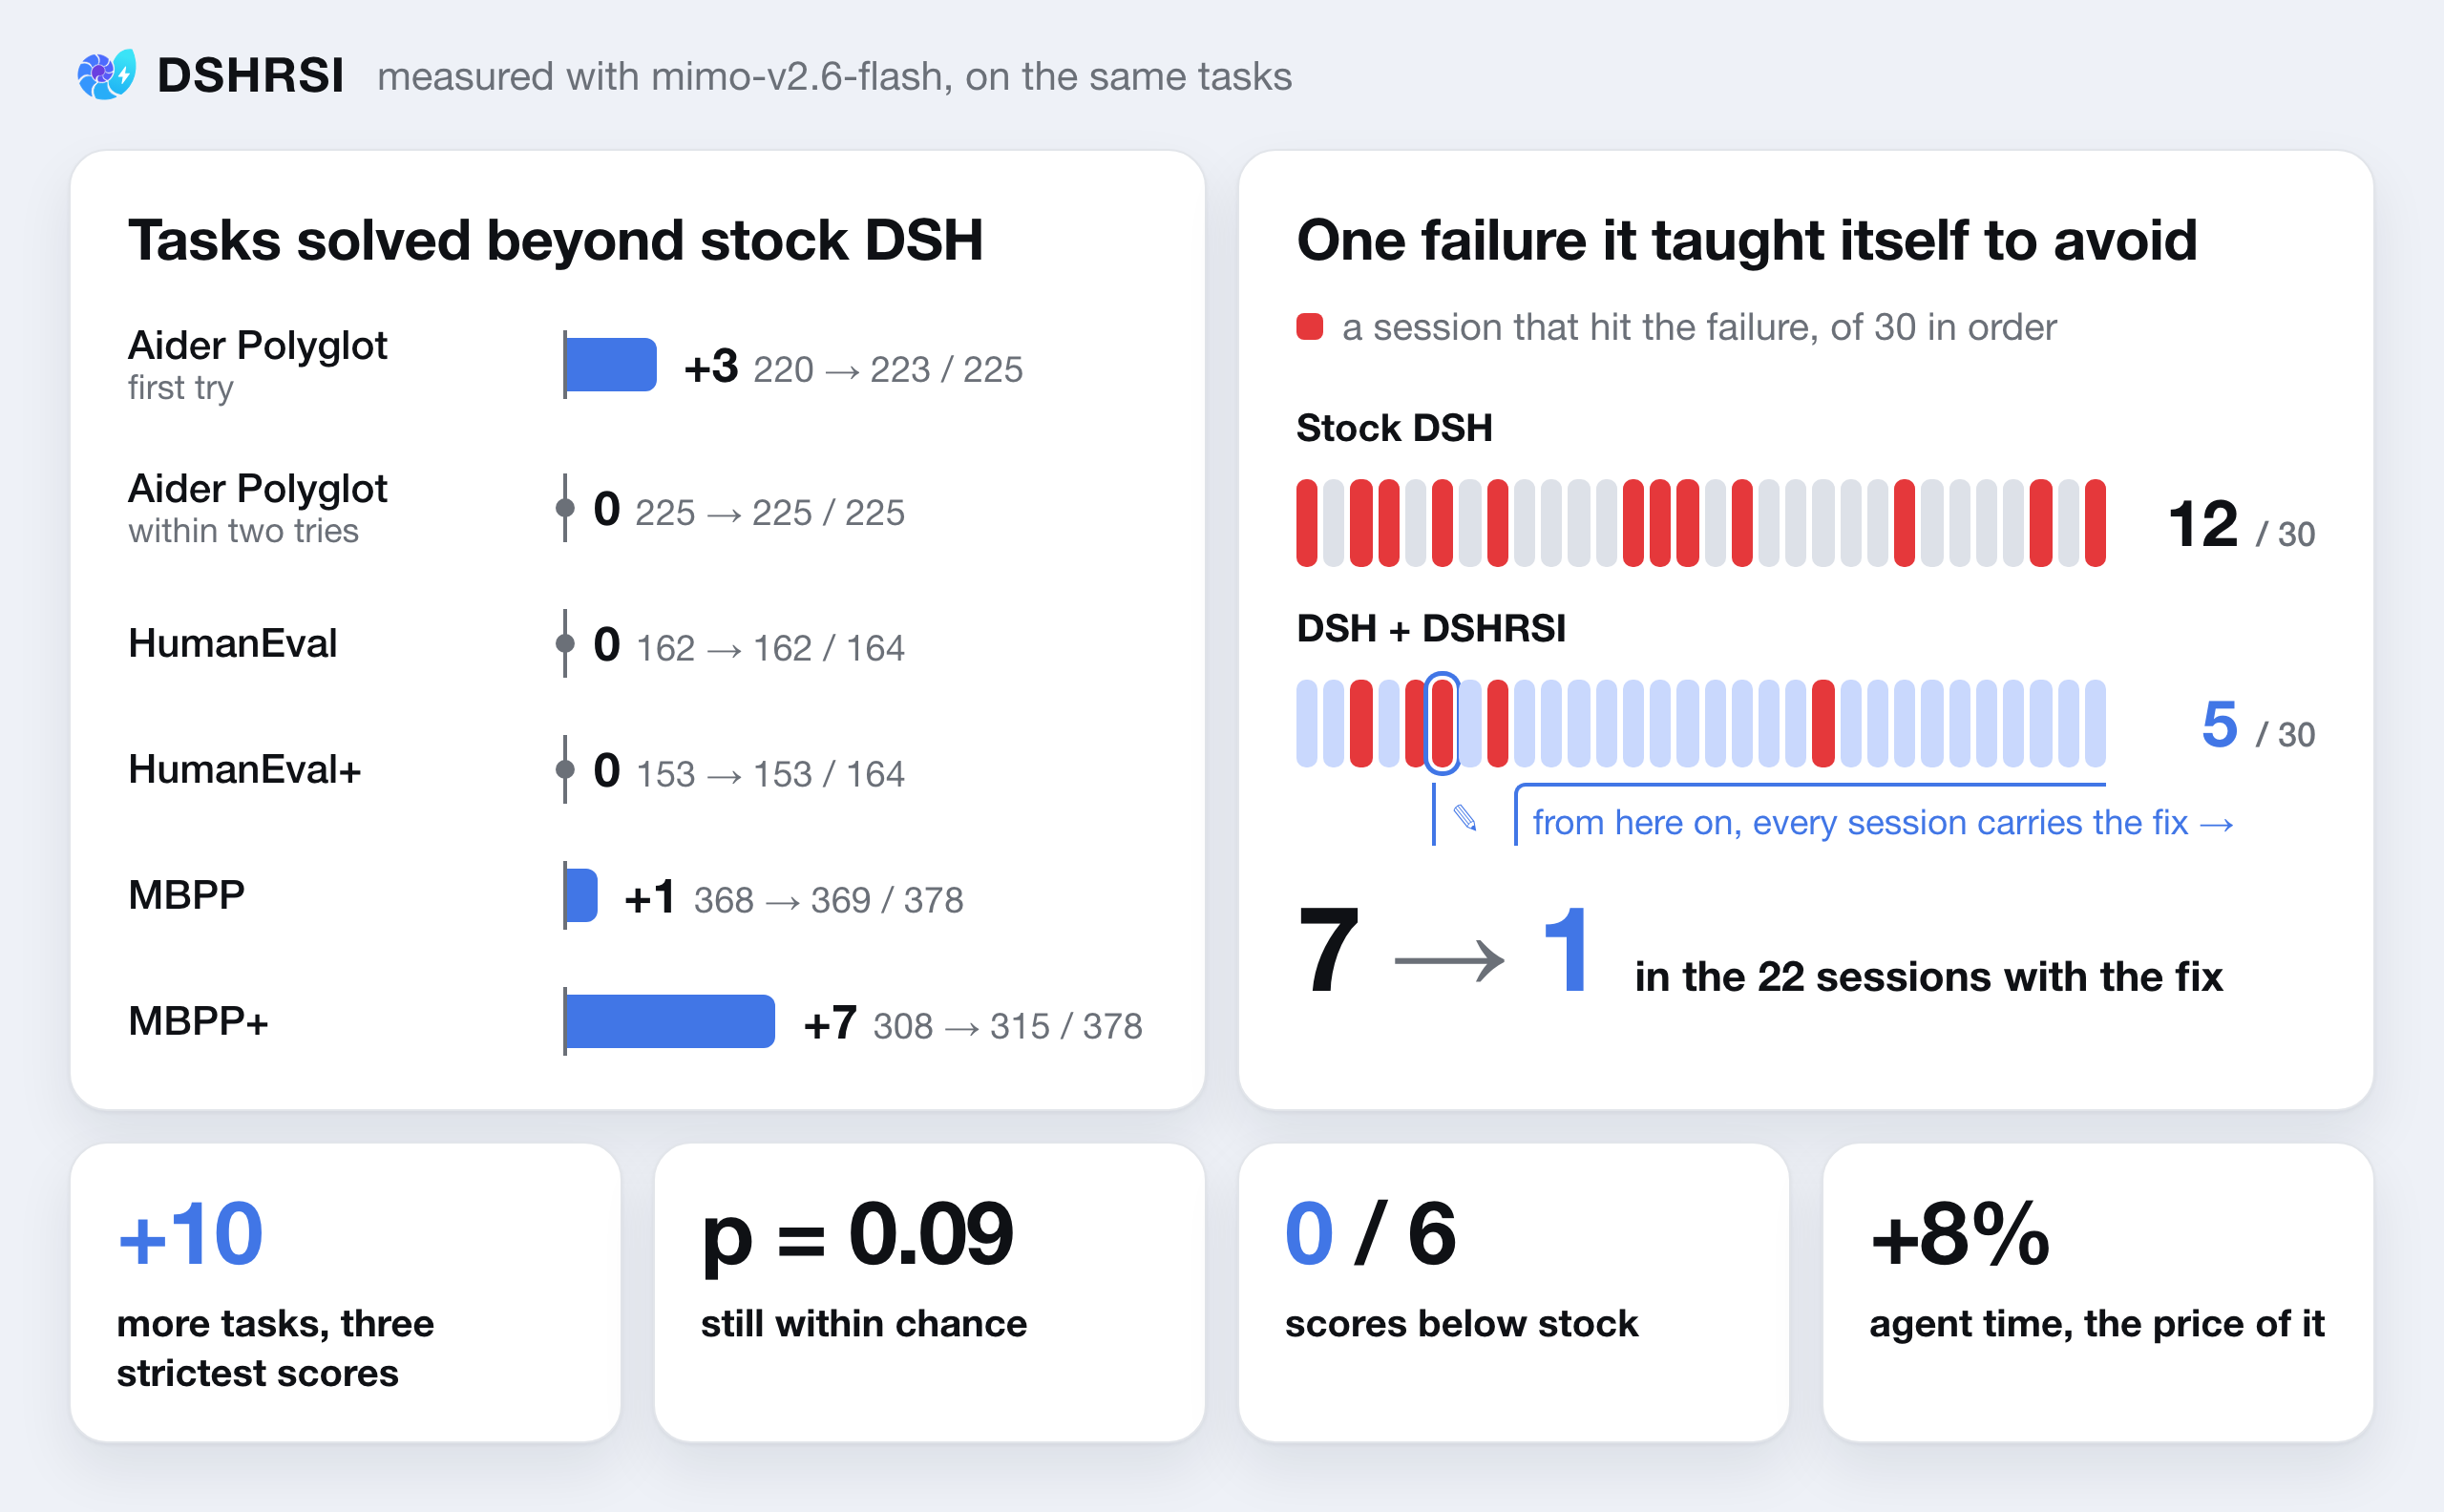 DSHRSI measured with mimo-v2.6-flash, on the same tasks
Tasks solved beyond stock DSH
Aider Polyglot
first try
+3 220 → 223 / 225
Aider Polyglot
within two tries
0 225 → 225 / 225
HumanEval
0 162 → 162 / 164
HumanEval+
0 153 → 153 / 164
MBPP
+1 368 → 369 / 378
MBPP+
+7 308 → 315 / 378
One failure it taught itself to avoid
a session that hit the failure, of 30 in order
Stock DSH
12 / 30
DSH + DSHRSI
5 / 30
✎ from here on, every session carries the fix →
7 → 1 in the 22 sessions with the fix
+10
more tasks, three
strictest scores
p = 0.09
still within chance
0 / 6
scores below stock
+8%
agent time, the price of it